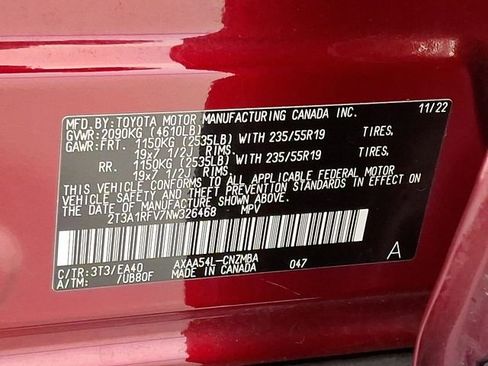 MFD. BY: TOYOTA MOTOR MANUFACTURING CANADA INC. 11/22
GVWR: 2090KG (4610LB)
GAWR: FRT. 1150KG (2535LB) WITH 235/55R19 TIRES,
19x7 1/2J RIMS.
RR. 1150KG (2535LB) WITH 235/55R19 TIRES,
19x7 1/2J RIMS.
THIS VEHICLE CONFORMS TO ALL APPLICABLE FEDERAL MOTOR
VEHICLE SAFETY AND THEFT PREVENTION STANDARDS IN EFFECT
ON THE DATE OF MANUFACTURE SHOWN ABOVE.
2T3A1RFV7NW326468 MPV
C/TR: 3T3/EA40 AXAA54L-CNZMBA 047 A
A/TM: /UB80F MADE IN CANADA